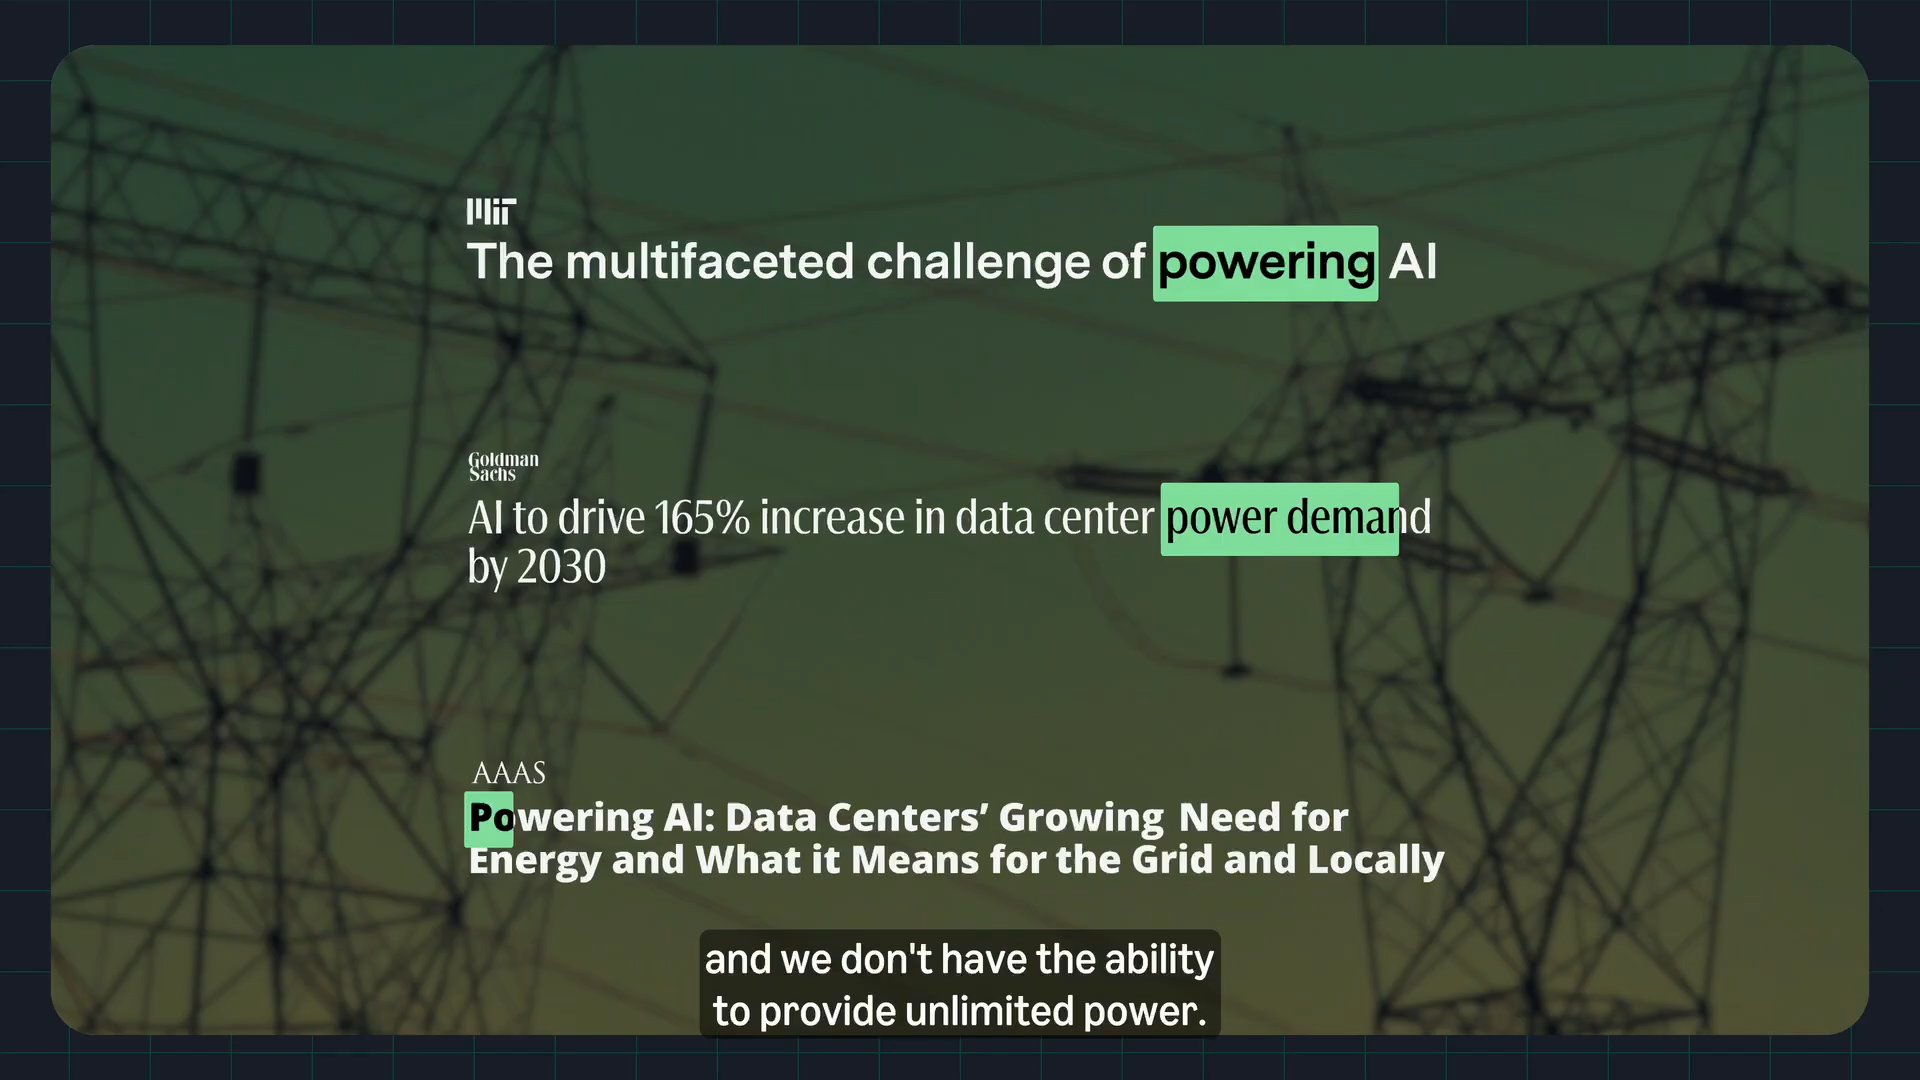 MIT
The multifaceted challenge of powering AI
Goldman
Sachs
AI to drive 165% increase in data center power demand
by 2030
AAAS
Powering AI: Data Centers’ Growing Need for
Energy and What it Means for the Grid and Locally
and we don't have the ability
to provide unlimited power.